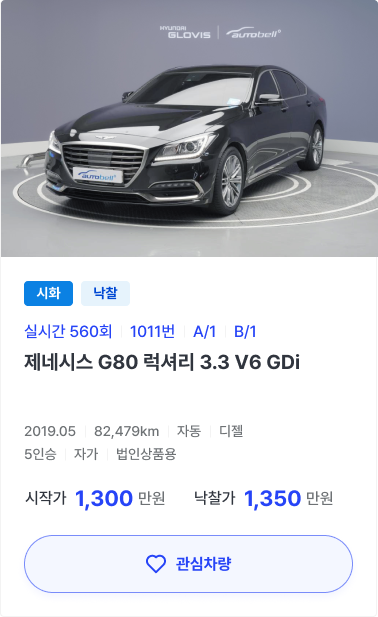 HYUNDAI GLOVIS autobell
autobell
시화 낙찰
실시간 560회 1011번 A/1 B/1
제네시스 G80 럭셔리 3.3 V6 GDi
2019.05 82,479km 자동 디젤
5인승 자가 법인상품용
시작가 1,300 만원 낙찰가 1,350 만원
관심차량